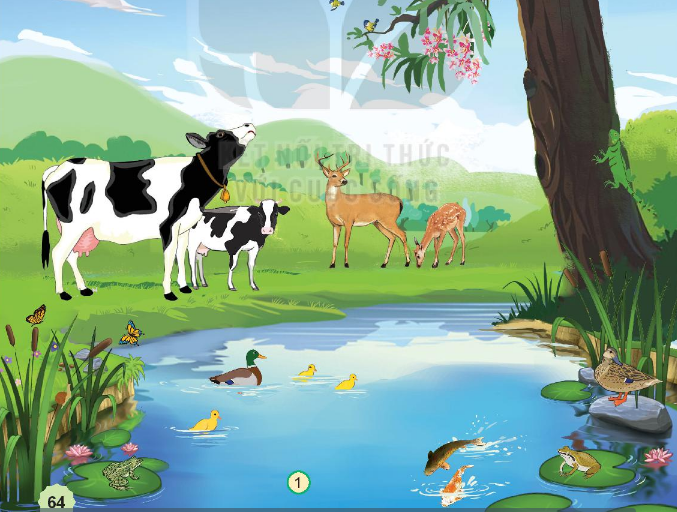 KẾT NỐI TRI THỨC
VỚI CUỘC SỐNG
1
64